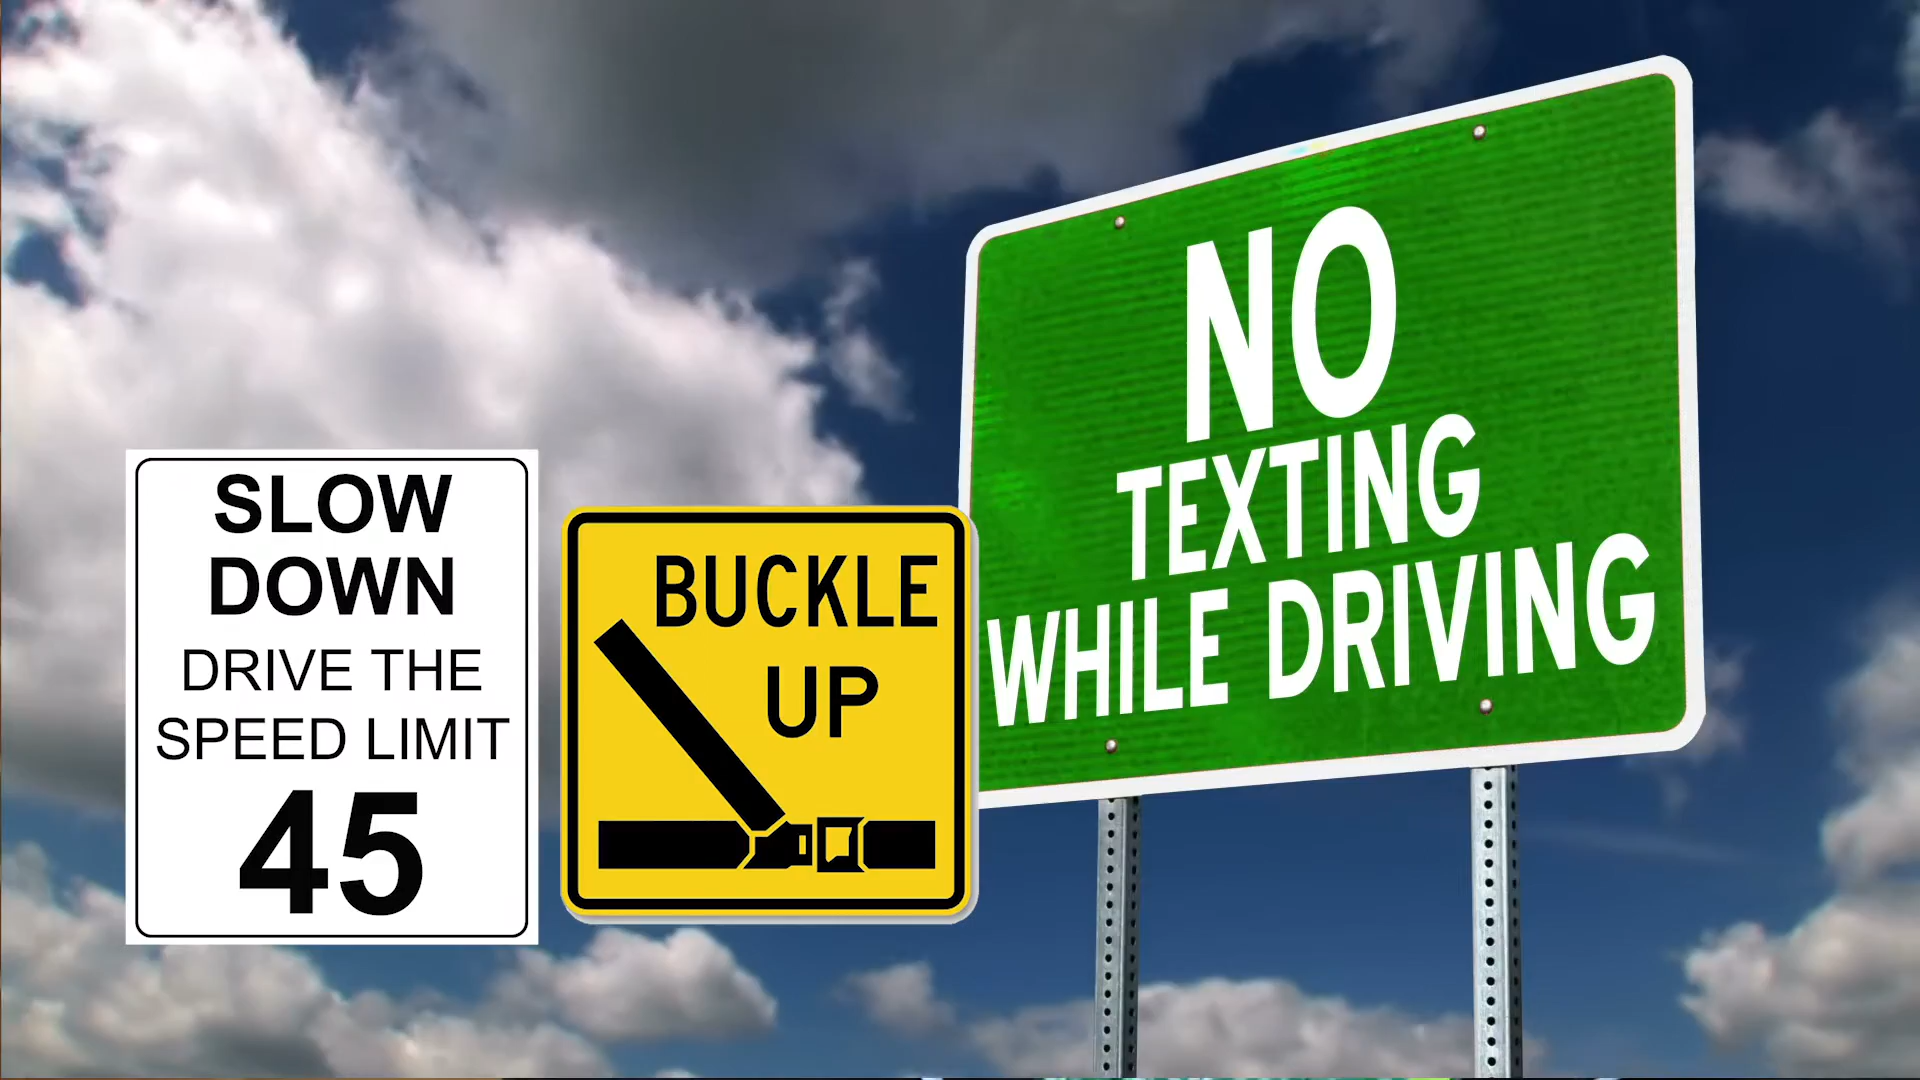 SLOW
DOWN
DRIVE THE
SPEED LIMIT
45
BUCKLE
UP
NO
TEXTING
WHILE DRIVING